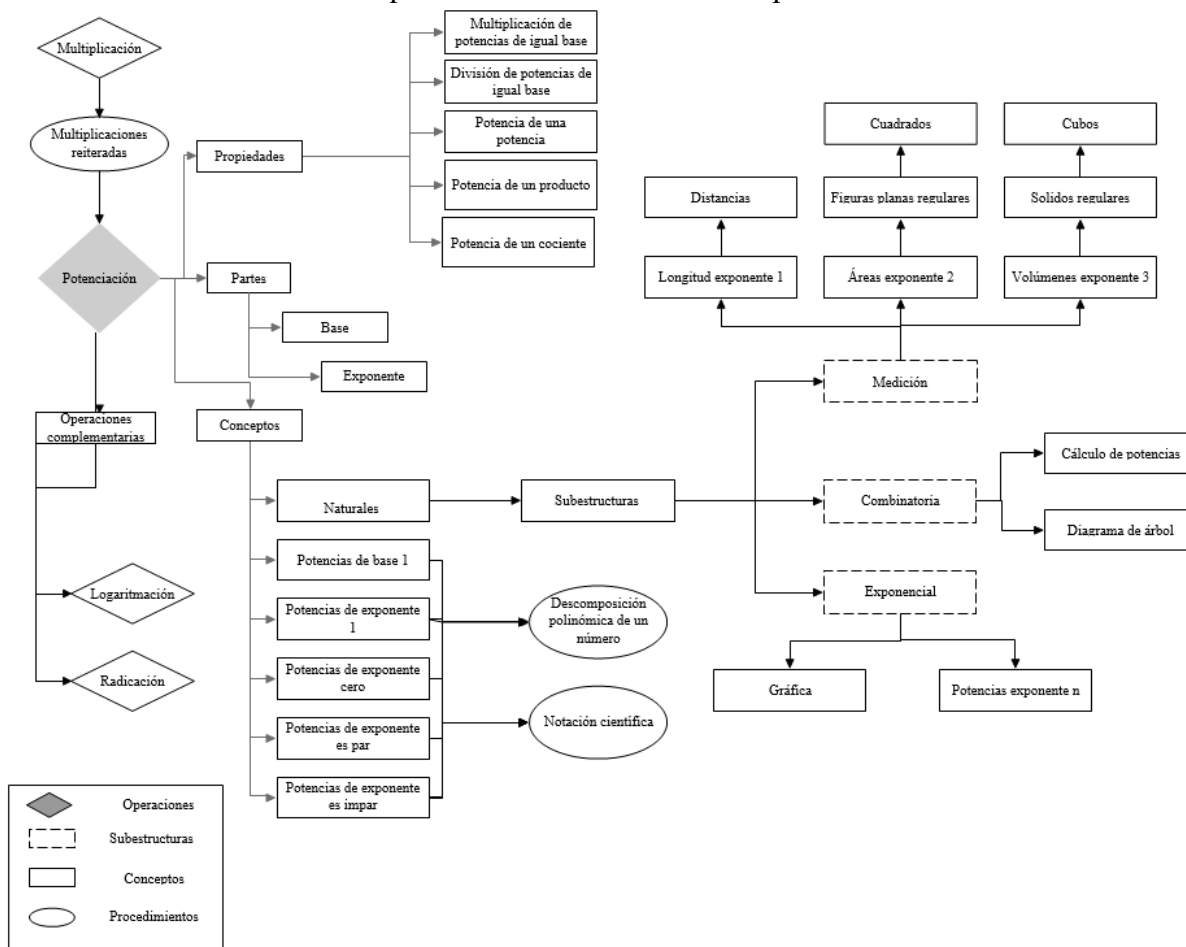 Multiplicación
Multiplicaciones
reiteradas
Potenciación
Operaciones
complementarias
Logaritmación
Radicación
Propiedades
Multiplicación de
potencias de igual base
División de potencias de
igual base
Potencia de una
potencia
Potencia de un producto
Potencia de un cociente
Partes
Base
Exponente
Conceptos
Naturales
Potencias de base 1
Potencias de exponente
1
Potencias de exponente
cero
Potencias de exponente
es par
Potencias de exponente
es impar
Subestructuras
Descomposición
polinómica de un
número
Notación científica
Cuadrados
Cubos
Distancias
Figuras planas regulares
Solidos regulares
Longitud exponente 1
Áreas exponente 2
Volúmenes exponente 3
Medición
Combinatoria
Cálculo de potencias
Diagrama de árbol
Exponencial
Gráfica
Potencias exponente n
Operaciones
Subestructuras
Conceptos
Procedimientos